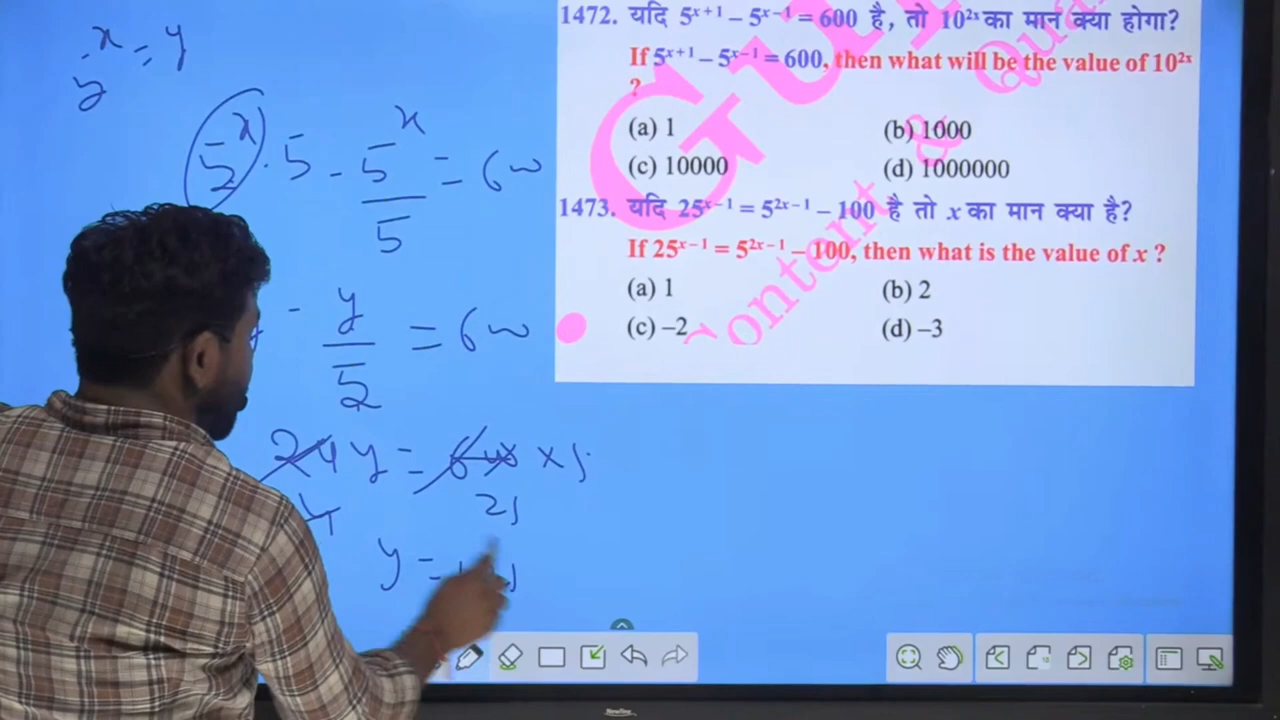 5ˣ = y
5ˣ . 5 - 5ˣ/5 = 600
- y/5 = 600
24 y = 600 × 5
4 25
y =
1472. यदि 5ˣ⁺¹ – 5ˣ⁻¹ = 600 है, तो 10²ˣ का मान क्या होगा?
If 5ˣ⁺¹ – 5ˣ⁻¹ = 600, then what will be the value of 10²ˣ
?
(a) 1 (b) 1000
(c) 10000 (d) 1000000
1473. यदि 25ˣ⁻¹ = 5²ˣ⁻¹ – 100 है तो x का मान क्या है?
If 25ˣ⁻¹ = 5²ˣ⁻¹ – 100, then what is the value of x ?
(a) 1 (b) 2
(c) –2 (d) –3
& 
Content